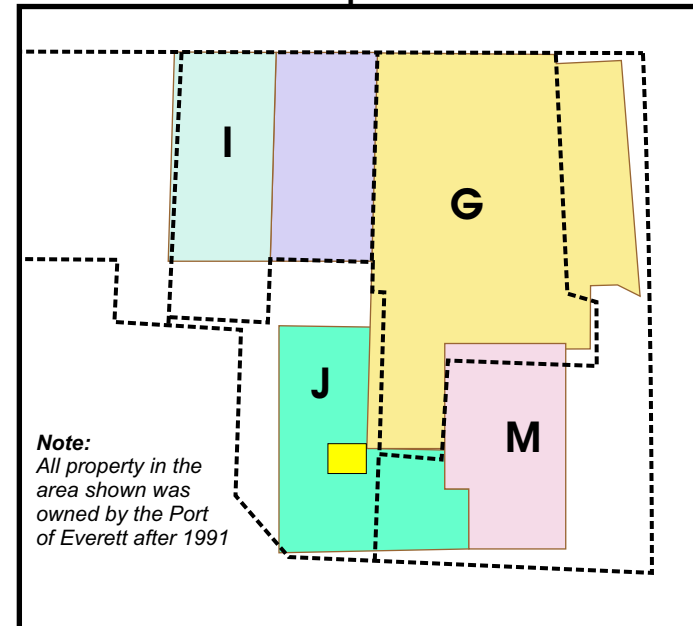 I
G
J
M
Note:
All property in the
area shown was
owned by the Port
of Everett after 1991